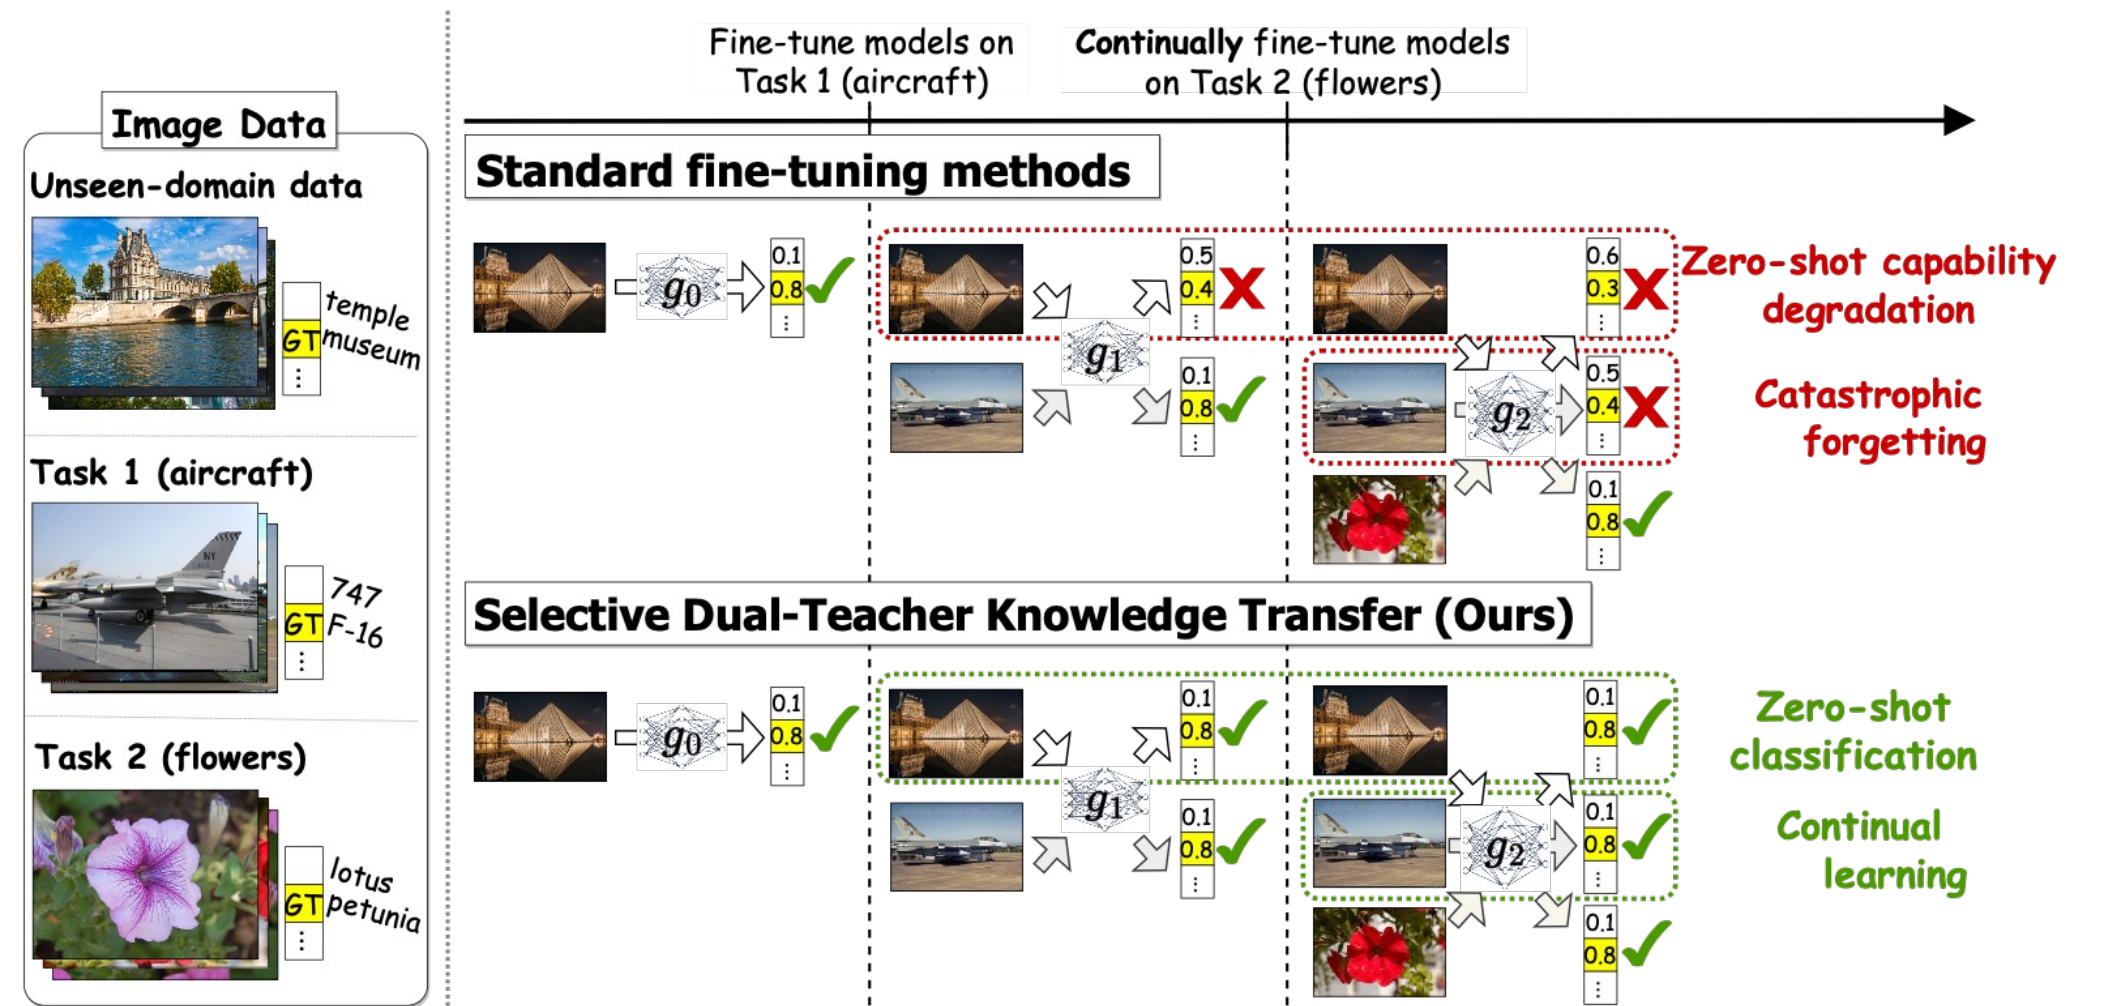 Fine-tune models on
Task 1 (aircraft)
Continually fine-tune models
on Task 2 (flowers)
Image Data
Unseen-domain data
temple
GT museum
⋮
Task 1 (aircraft)
NY
747
GT F-16
⋮
Task 2 (flowers)
lotus
GT petunia
⋮
Standard fine-tuning methods
g0
0.1
0.8
⋮
g1
0.5
0.4
⋮
0.1
0.8
⋮
g2
0.6
0.3
⋮
0.5
0.4
⋮
0.1
0.8
⋮
Zero-shot capability
degradation
Catastrophic
forgetting
Selective Dual-Teacher Knowledge Transfer (Ours)
g0
0.1
0.8
⋮
g1
0.1
0.8
⋮
0.1
0.8
⋮
g2
0.1
0.8
⋮
0.1
0.8
⋮
0.1
0.8
⋮
Zero-shot
classification
Continual
learning